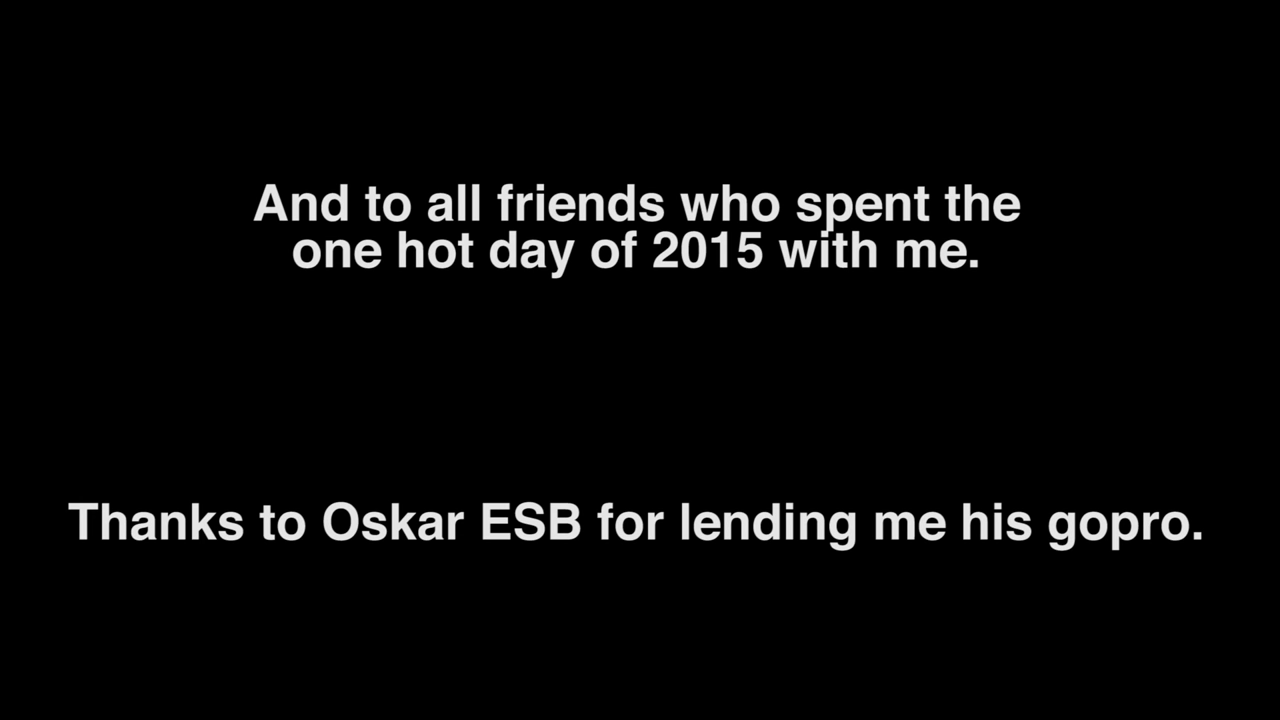 And to all friends who spent the
one hot day of 2015 with me.
Thanks to Oskar ESB for lending me his gopro.